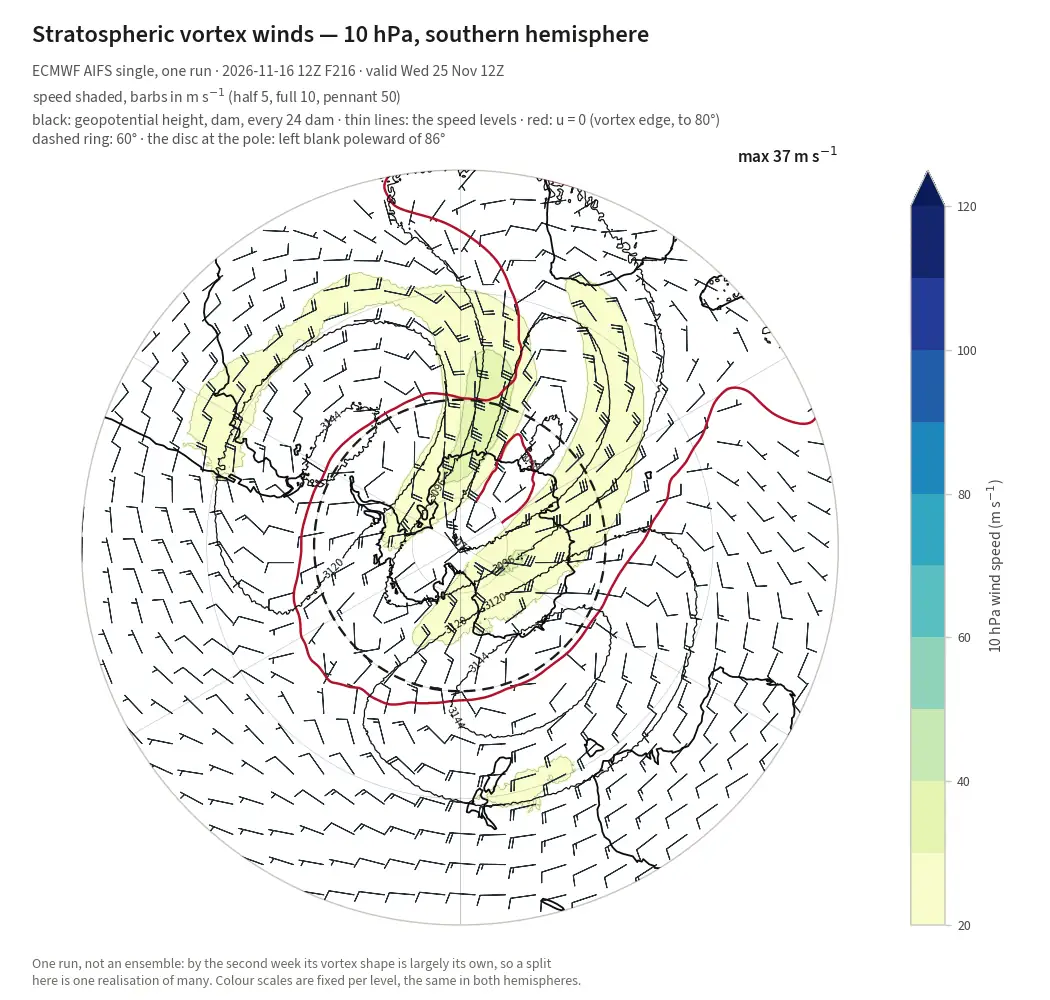 Stratospheric vortex winds — 10 hPa, southern hemisphere
ECMWF AIFS single, one run · 2026-11-16 12Z F216 · valid Wed 25 Nov 12Z
speed shaded, barbs in m s⁻¹ (half 5, full 10, pennant 50)
black: geopotential height, dam, every 24 dam · thin lines: the speed levels · red: u = 0 (vortex edge, to 80°)
dashed ring: 60° · the disc at the pole: left blank poleward of 86°
max 37 m s⁻¹
120
100
80
60
40
20
10 hPa wind speed (m s⁻¹)
3144
3096
3096
3120
3120
3120
3144
3144
One run, not an ensemble: by the second week its vortex shape is largely its own, so a split
here is one realisation of many. Colour scales are fixed per level, the same in both hemispheres.